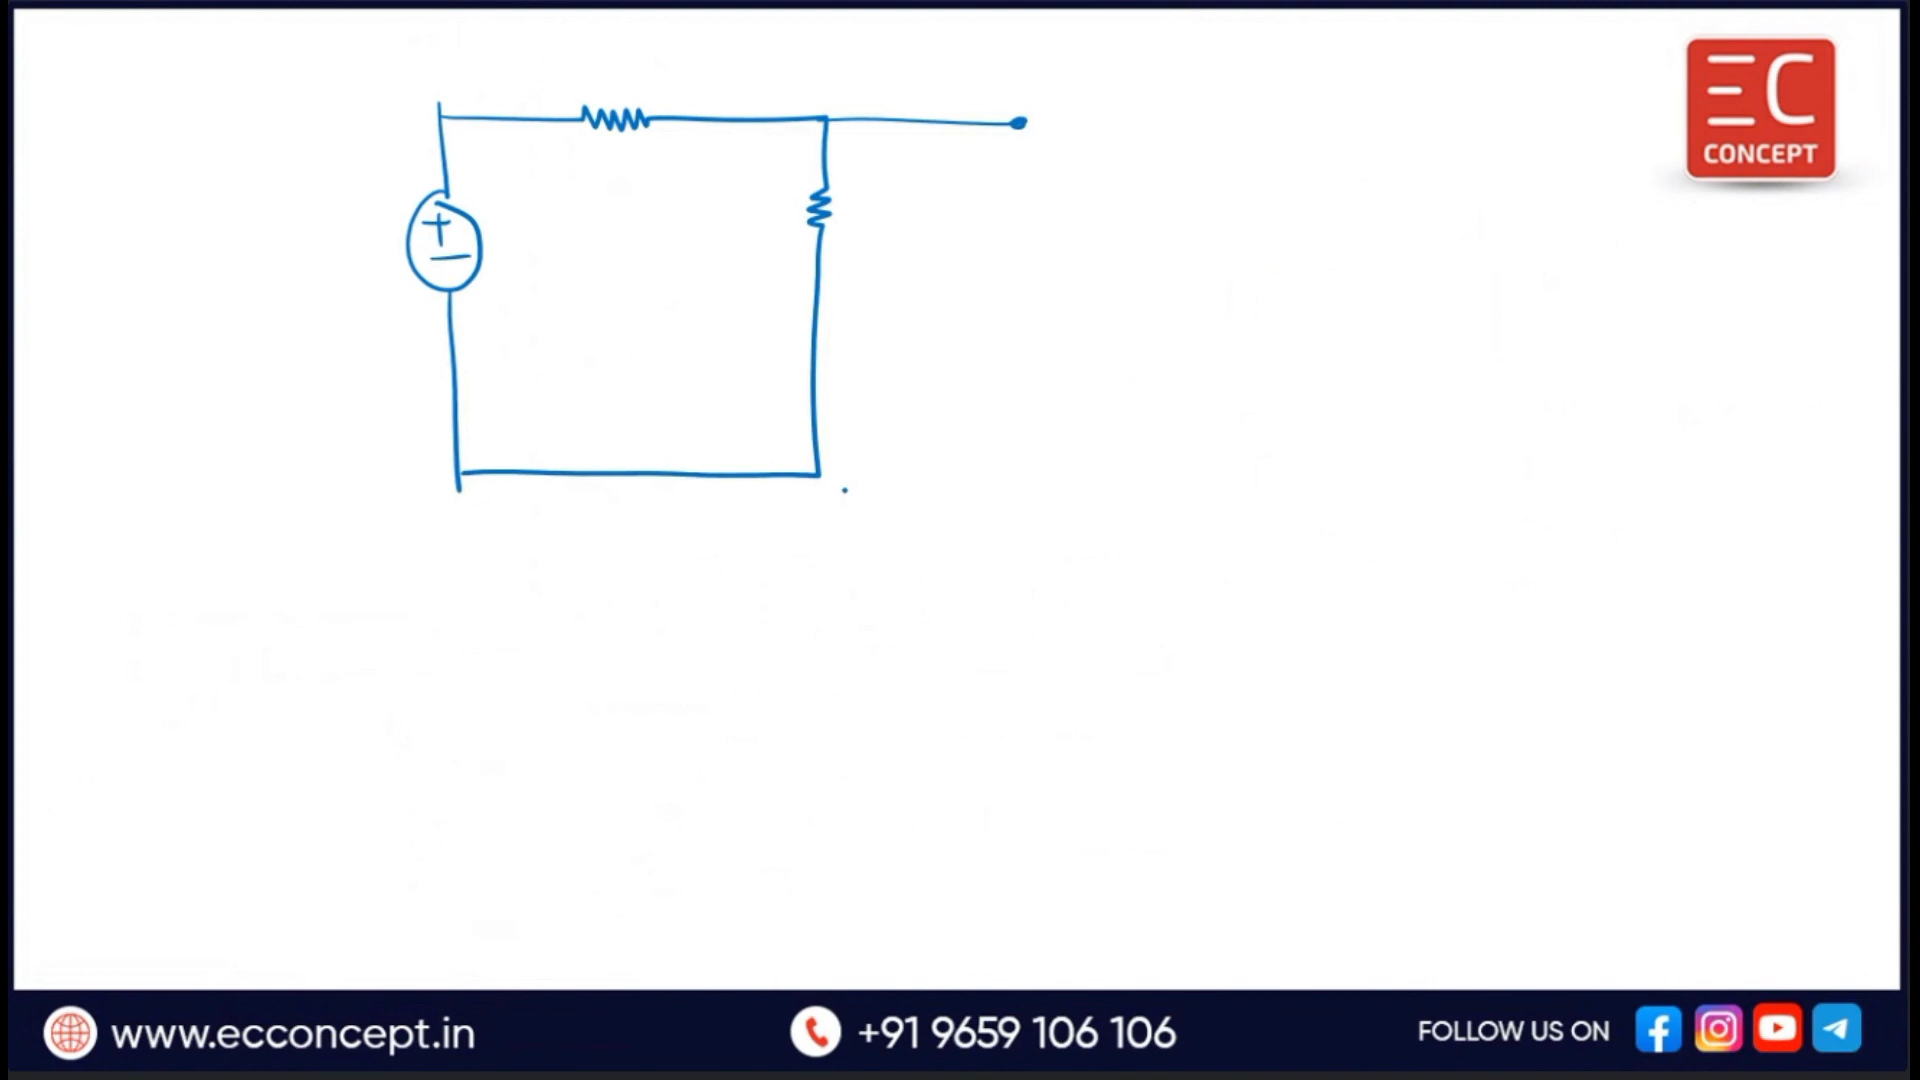 EC
CONCEPT
+
−
www.ecconcept.in
+91 9659 106 106
FOLLOW US ON